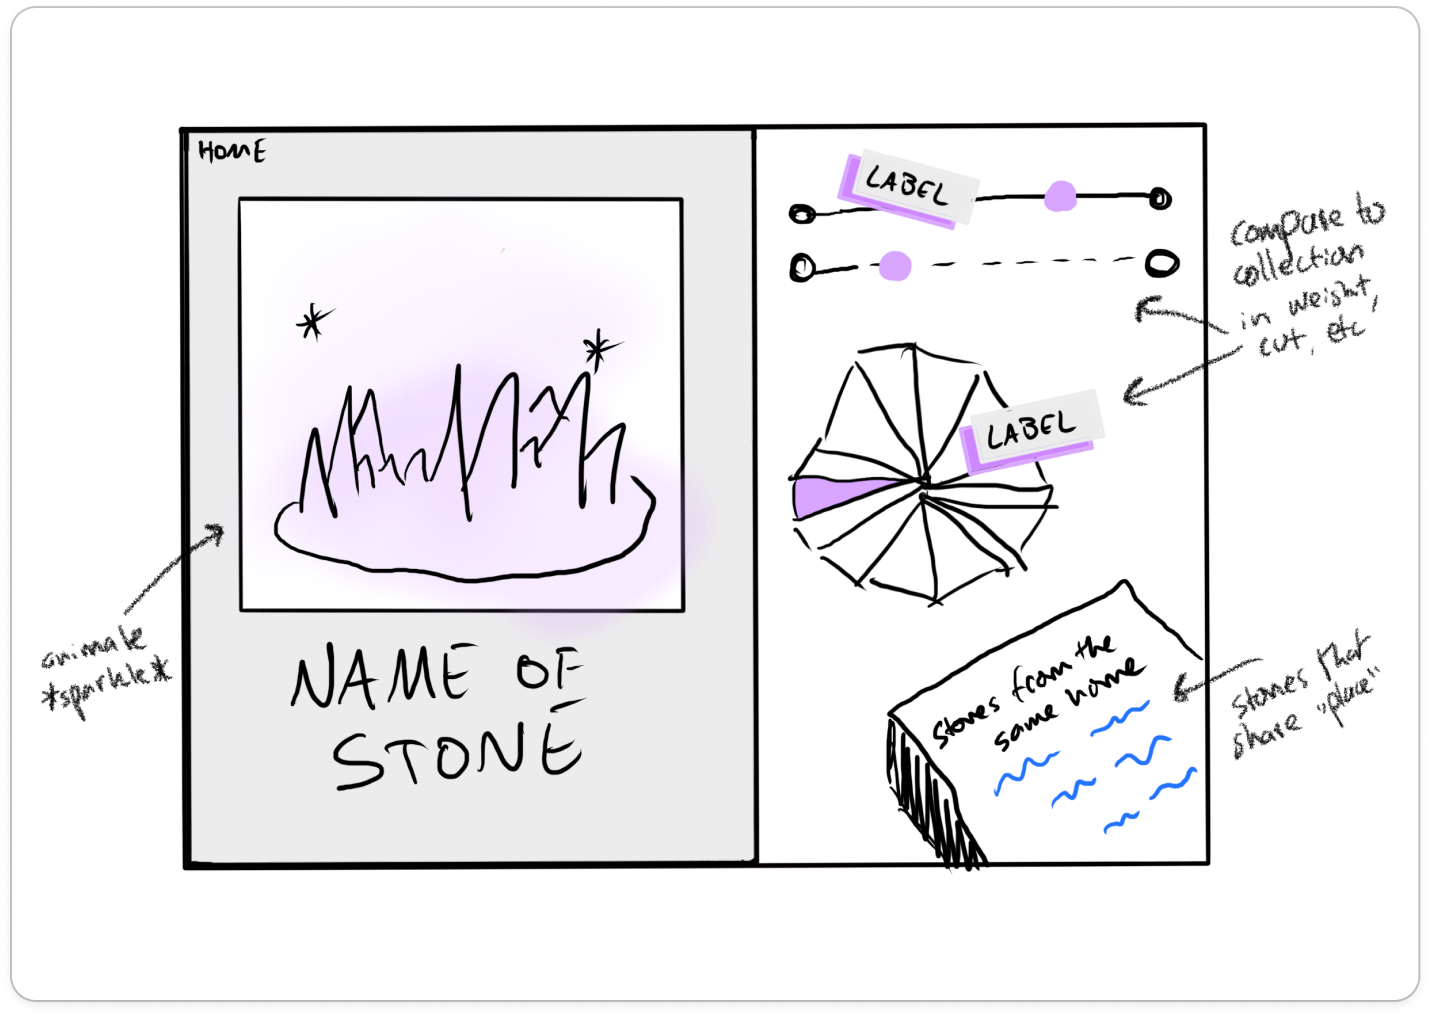 HOME
LABEL
compare to
collection
in weight,
cut, etc
LABEL
animate
*sparkle*
NAME OF
STONE
Stones from the
same name
stones that
share "place"